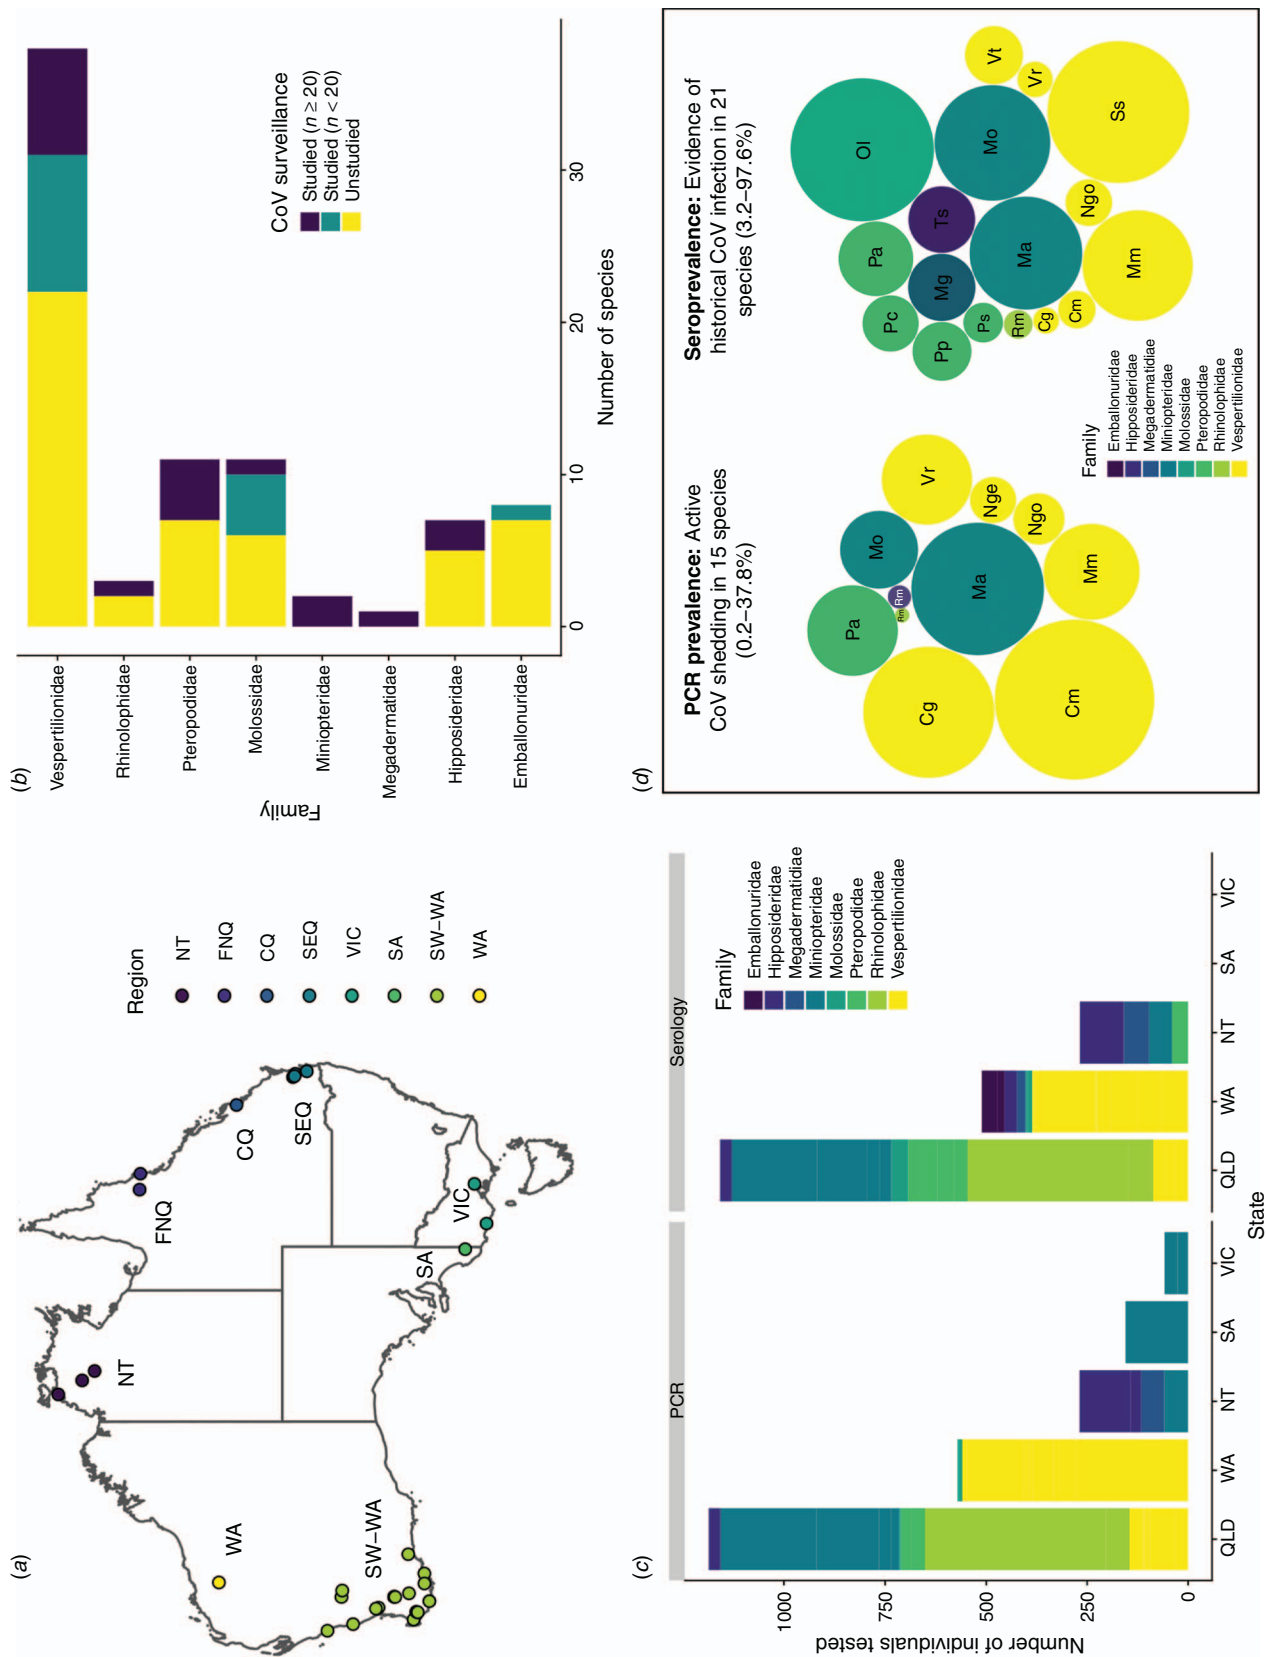 (a)
NT
FNQ
CQ
SEQ
VIC
SA
WA
SW–WA
Region
NT
FNQ
CQ
SEQ
VIC
SA
SW–WA
WA
(b)
Family
Vespertilionidae
Rhinolophidae
Pteropodidae
Molossidae
Miniopteridae
Megadermatidae
Hipposideridae
Emballonuridae
0
10
20
30
Number of species
CoV surveillance
Studied (n ≥ 20)
Studied (n < 20)
Unstudied
(c)
PCR
Serology
Number of individuals tested
1000
750
500
250
0
QLD
WA
NT
SA
VIC
QLD
WA
NT
SA
VIC
State
Family
Emballonuridae
Hipposideridae
Megadermatidiae
Miniopteridae
Molossidae
Pteropodidae
Rhinolophidae
Vespertilionidae
(d)
PCR prevalence: Active
CoV shedding in 15 species
(0.2–37.8%)
Pa
Mo
Vr
Rm
Rm
Nge
Cg
Ma
Ngo
Cm
Mm
Seroprevalence: Evidence of
historical CoV infection in 21
species (3.2–97.6%)
Ol
Vt
Pa
Pc
Vr
Ts
Mo
Mg
Pp
Ps
Ss
Rm
Ma
Cg
Ngo
Cm
Mm
Family
Emballonuridae
Hipposideridae
Megadermatidiae
Miniopteridae
Molossidae
Pteropodidae
Rhinolophidae
Vespertilionidae